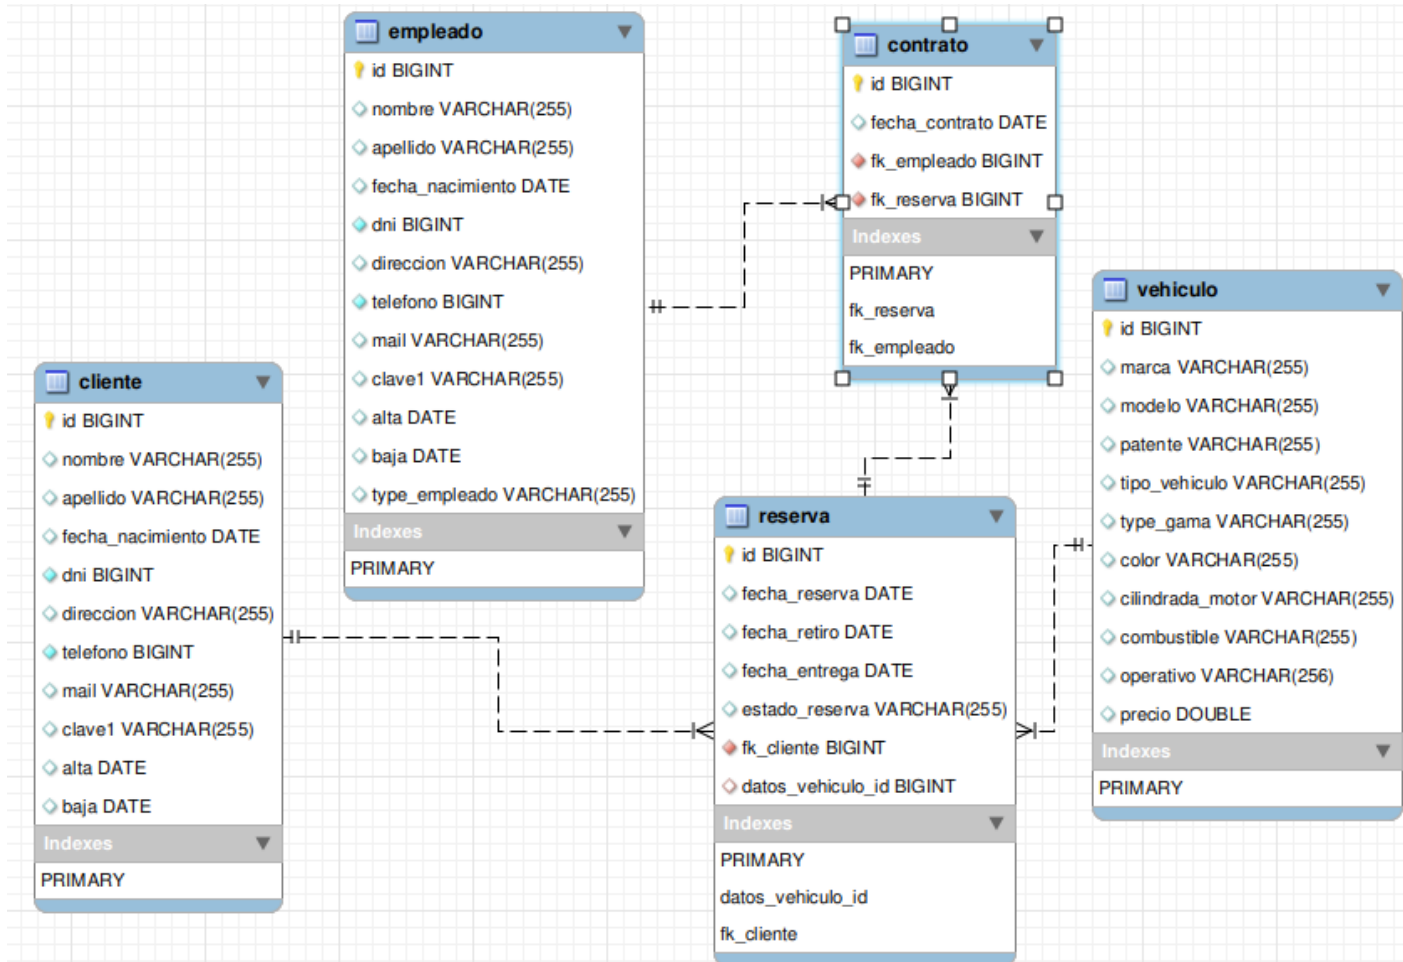 empleado
id BIGINT
nombre VARCHAR(255)
apellido VARCHAR(255)
fecha_nacimiento DATE
dni BIGINT
direccion VARCHAR(255)
telefono BIGINT
mail VARCHAR(255)
clave1 VARCHAR(255)
alta DATE
baja DATE
type_empleado VARCHAR(255)
Indexes
PRIMARY
contrato
id BIGINT
fecha_contrato DATE
fk_empleado BIGINT
fk_reserva BIGINT
Indexes
PRIMARY
fk_reserva
fk_empleado
vehiculo
id BIGINT
marca VARCHAR(255)
modelo VARCHAR(255)
patente VARCHAR(255)
tipo_vehiculo VARCHAR(255)
type_gama VARCHAR(255)
color VARCHAR(255)
cilindrada_motor VARCHAR(255)
combustible VARCHAR(255)
operativo VARCHAR(256)
precio DOUBLE
Indexes
PRIMARY
cliente
id BIGINT
nombre VARCHAR(255)
apellido VARCHAR(255)
fecha_nacimiento DATE
dni BIGINT
direccion VARCHAR(255)
telefono BIGINT
mail VARCHAR(255)
clave1 VARCHAR(255)
alta DATE
baja DATE
Indexes
PRIMARY
reserva
id BIGINT
fecha_reserva DATE
fecha_retiro DATE
fecha_entrega DATE
estado_reserva VARCHAR(255)
fk_cliente BIGINT
datos_vehiculo_id BIGINT
Indexes
PRIMARY
datos_vehiculo_id
fk_cliente